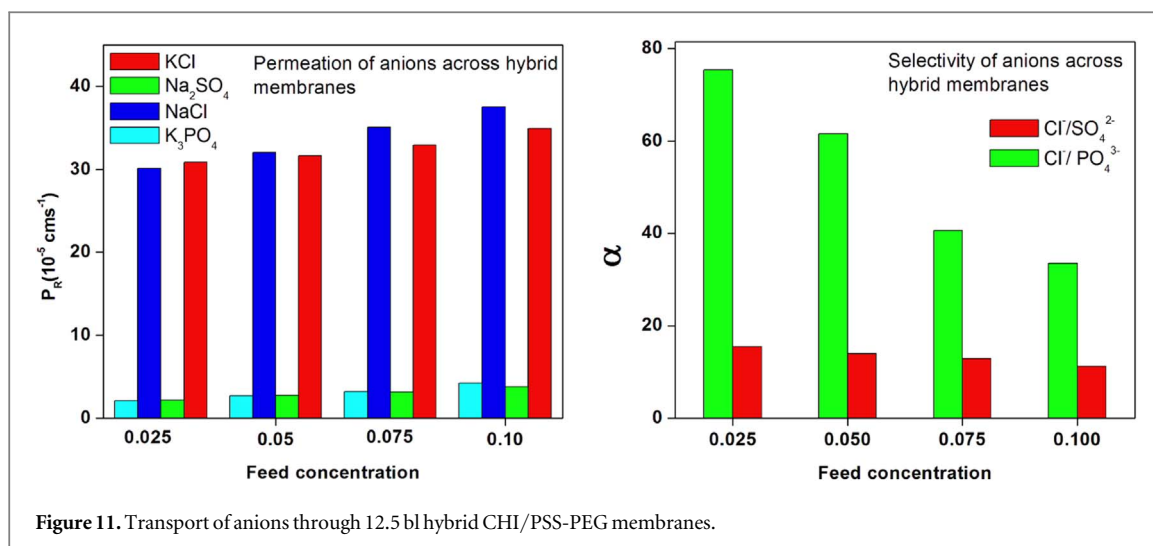 KCl
Na₂SO₄
NaCl
K₃PO₄
Permeation of anions across hybrid
membranes
40
30
20
10
0
P_R(10⁻⁵ cms⁻¹)
0.025 0.05 0.075 0.10
Feed concentration
Selectivity of anions across
hybrid membranes
Cl⁻/SO₄²⁻
Cl⁻/ PO₄³⁻
80
60
40
20
0
α
0.025 0.050 0.075 0.100
Feed concentration
Figure 11. Transport of anions through 12.5 bl hybrid CHI/PSS-PEG membranes.